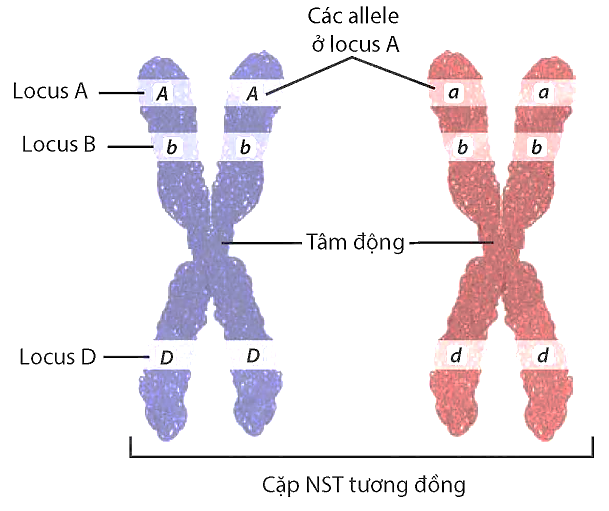 Các allele
ở locus A
Locus A
A
A
a
a
Locus B
b
b
b
b
Tâm động
Locus D
D
D
d
d
Cặp NST tương đồng